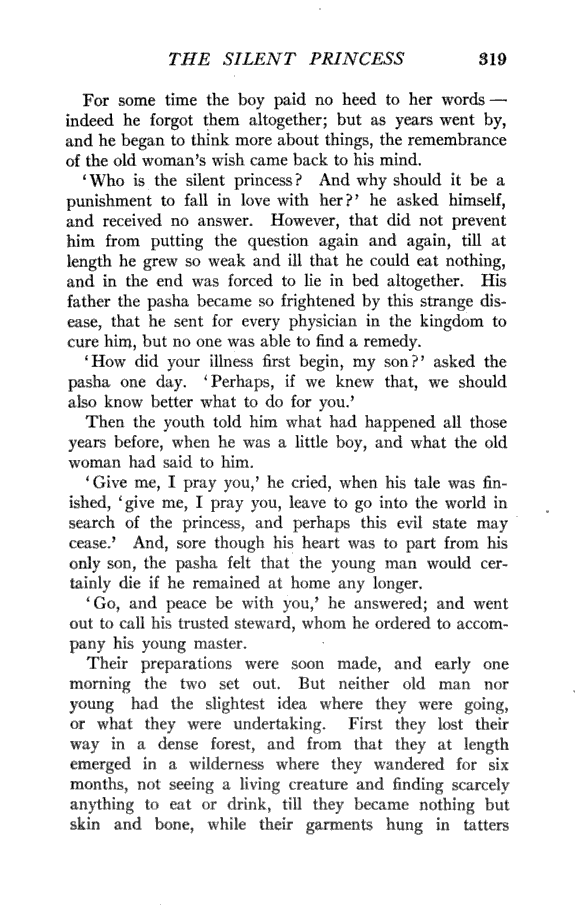 THE SILENT PRINCESS 319
For some time the boy paid no heed to her words —
indeed he forgot them altogether; but as years went by,
and he began to think more about things, the remembrance
of the old woman's wish came back to his mind.
‘Who is the silent princess? And why should it be a
punishment to fall in love with her?’ he asked himself,
and received no answer. However, that did not prevent
him from putting the question again and again, till at
length he grew so weak and ill that he could eat nothing,
and in the end was forced to lie in bed altogether. His
father the pasha became so frightened by this strange dis-
ease, that he sent for every physician in the kingdom to
cure him, but no one was able to find a remedy.
‘How did your illness first begin, my son?’ asked the
pasha one day. ‘Perhaps, if we knew that, we should
also know better what to do for you.’
Then the youth told him what had happened all those
years before, when he was a little boy, and what the old
woman had said to him.
‘Give me, I pray you,’ he cried, when his tale was fin-
ished, ‘give me, I pray you, leave to go into the world in
search of the princess, and perhaps this evil state may
cease.’ And, sore though his heart was to part from his
only son, the pasha felt that the young man would cer-
tainly die if he remained at home any longer.
‘Go, and peace be with you,’ he answered; and went
out to call his trusted steward, whom he ordered to accom-
pany his young master.
Their preparations were soon made, and early one
morning the two set out. But neither old man nor
young had the slightest idea where they were going,
or what they were undertaking. First they lost their
way in a dense forest, and from that they at length
emerged in a wilderness where they wandered for six
months, not seeing a living creature and finding scarcely
anything to eat or drink, till they became nothing but
skin and bone, while their garments hung in tatters